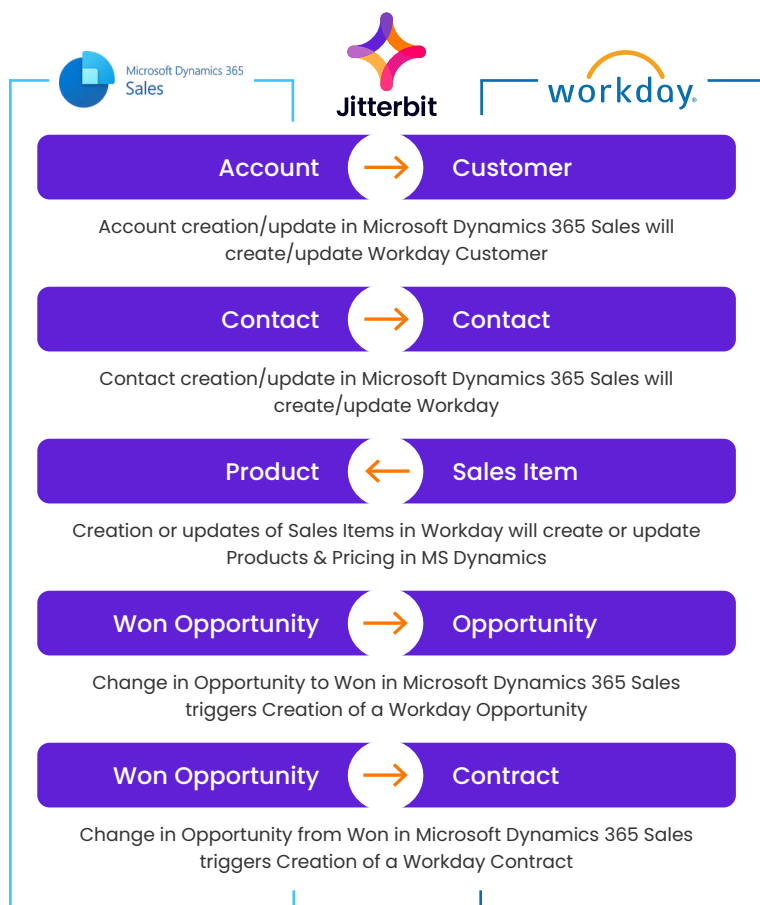 Microsoft Dynamics 365
Sales
Jitterbit
workday.®
Account Customer
Account creation/update in Microsoft Dynamics 365 Sales will
create/update Workday Customer
Contact Contact
Contact creation/update in Microsoft Dynamics 365 Sales will
create/update Workday
Product Sales Item
Creation or updates of Sales Items in Workday will create or update
Products & Pricing in MS Dynamics
Won Opportunity Opportunity
Change in Opportunity to Won in Microsoft Dynamics 365 Sales
triggers Creation of a Workday Opportunity
Won Opportunity Contract
Change in Opportunity from Won in Microsoft Dynamics 365 Sales
triggers Creation of a Workday Contract